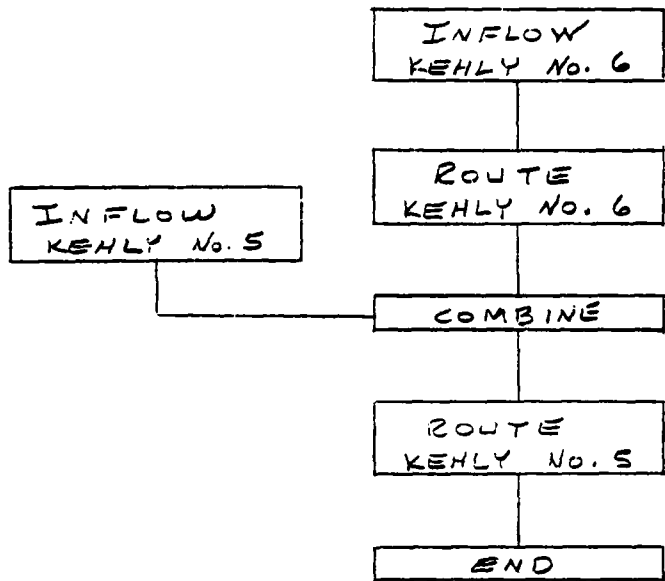 INFLOW
KEHLY No. 6
ROUTE
KEHLY No. 6
INFLOW
KEHLY No. 5
COMBINE
ROUTE
KEHLY No. 5
END